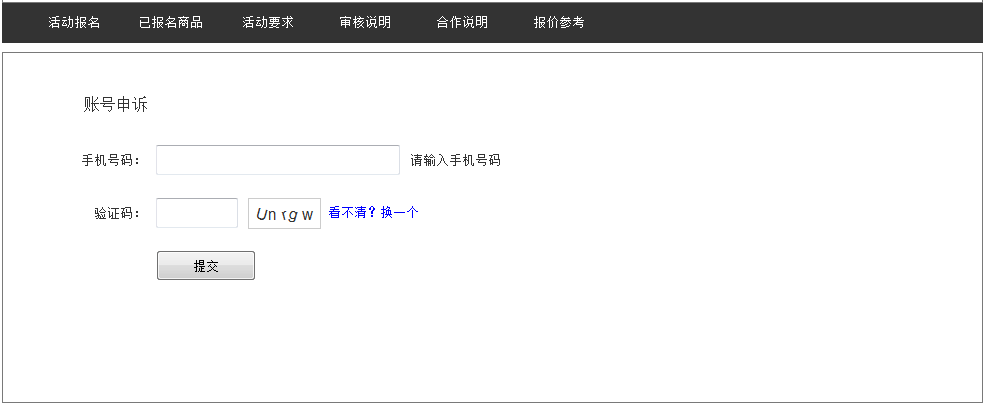 活动报名 已报名商品 活动要求 审核说明 合作说明 报价参考
账号申诉
手机号码： 请输入手机号码
验证码： Un rg w 看不清？换一个
提交